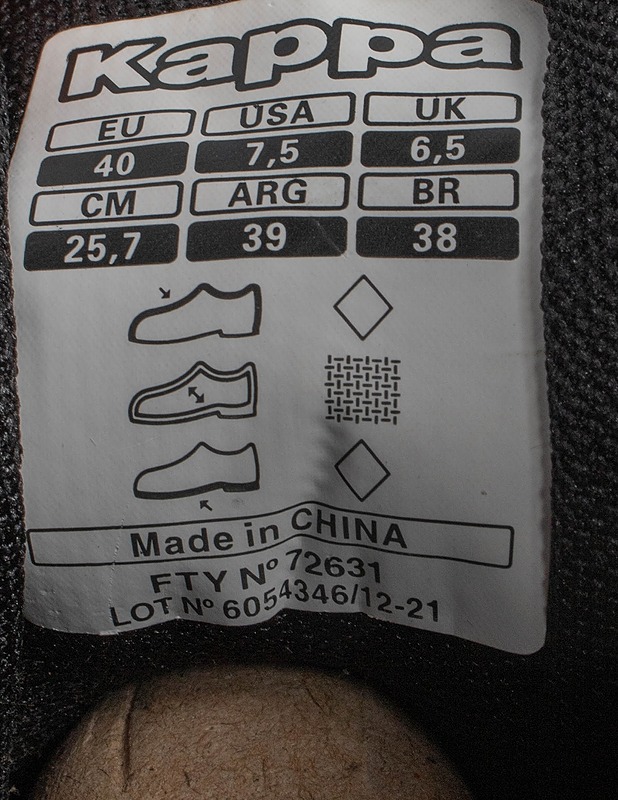 Kappa
EU USA UK
40 7,5 6,5
CM ARG BR
25,7 39 38
Made in CHINA
FTY Nº 72631
LOT Nº 6054346/12-21